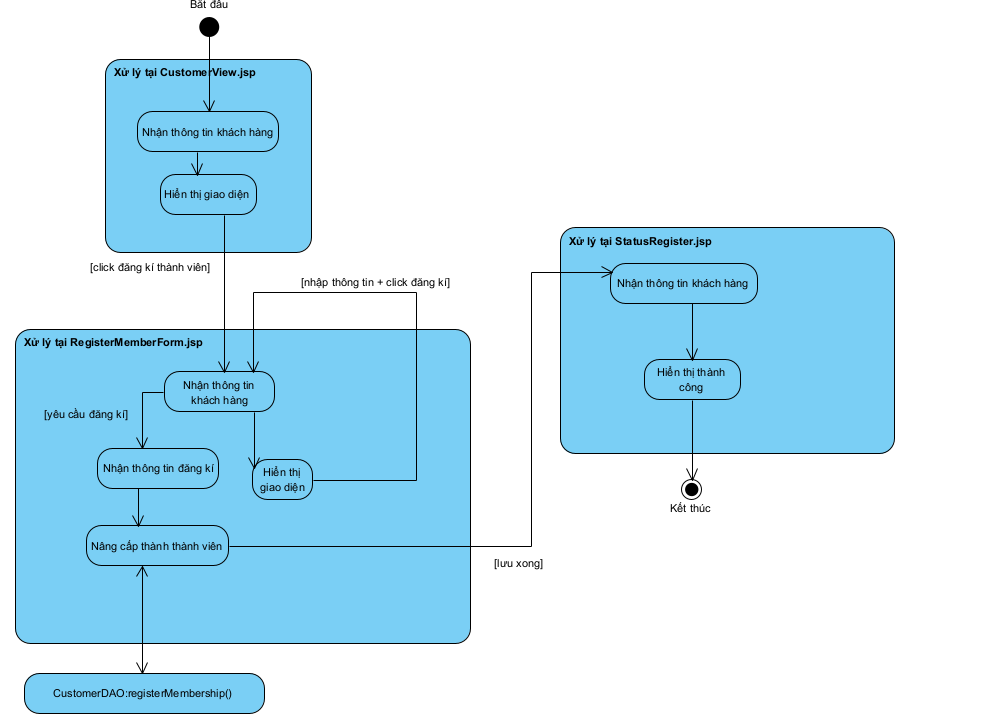 Bắt đầu
Xử lý tại CustomerView.jsp
Nhận thông tin khách hàng
Hiển thị giao diện
[click đăng kí thành viên]
[nhập thông tin + click đăng kí]
Xử lý tại RegisterMemberForm.jsp
Nhận thông tin
khách hàng
[yêu cầu đăng kí]
Nhận thông tin đăng kí
Hiển thị
giao diện
Nâng cấp thành thành viên
[lưu xong]
CustomerDAO:registerMembership()
Xử lý tại StatusRegister.jsp
Nhận thông tin khách hàng
Hiển thị thành
công
Kết thúc